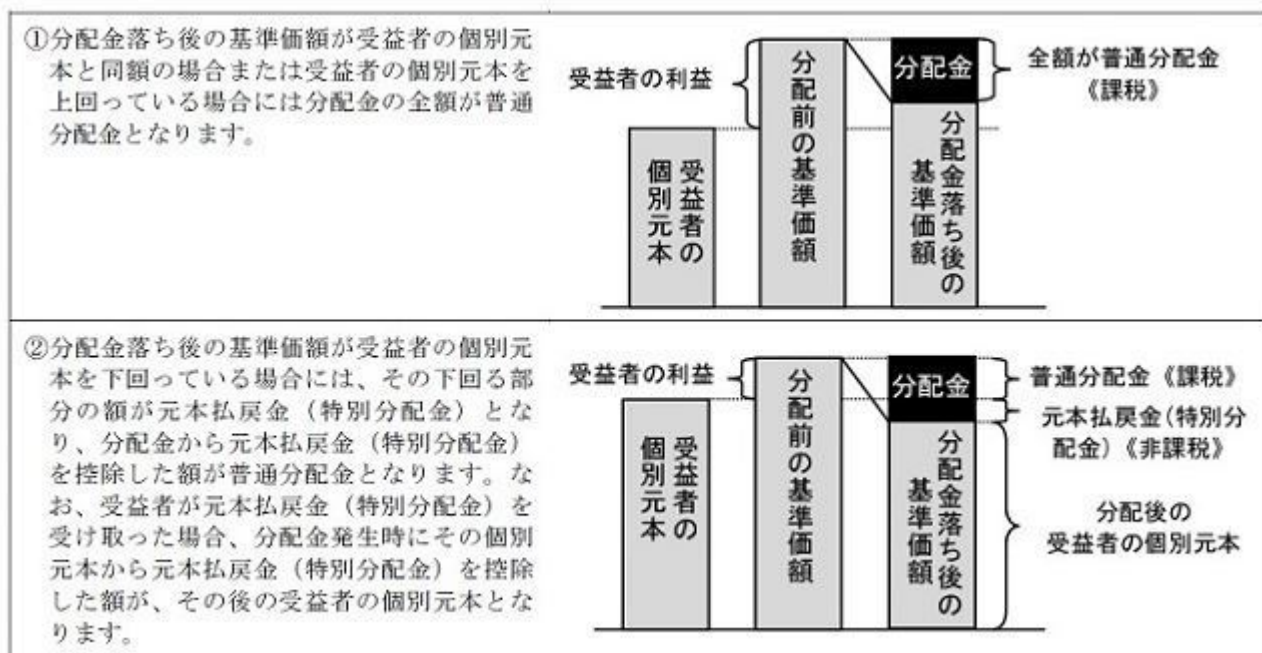 ①分配金落ち後の基準価額が受益者の個別元
本と同額の場合または受益者の個別元本を
上回っている場合には分配金の全額が普通
分配金となります。
受益者の利益
受益者の
個別元本
分配前の基準価額
分配金
分配金落ち後の
基準価額
全額が普通分配金
《課税》
②分配金落ち後の基準価額が受益者の個別元
本を下回っている場合には、その下回る部
分の額が元本払戻金（特別分配金）とな
り、分配金から元本払戻金（特別分配金）
を控除した額が普通分配金となります。な
お、受益者が元本払戻金（特別分配金）を
受け取った場合、分配金発生時にその個別
元本から元本払戻金（特別分配金）を控除
した額が、その後の受益者の個別元本とな
ります。
受益者の利益
受益者の
個別元本
分配前の基準価額
分配金
分配金落ち後の
基準価額
普通分配金《課税》
元本払戻金（特別分
配金）《非課税》
分配後の
受益者の個別元本